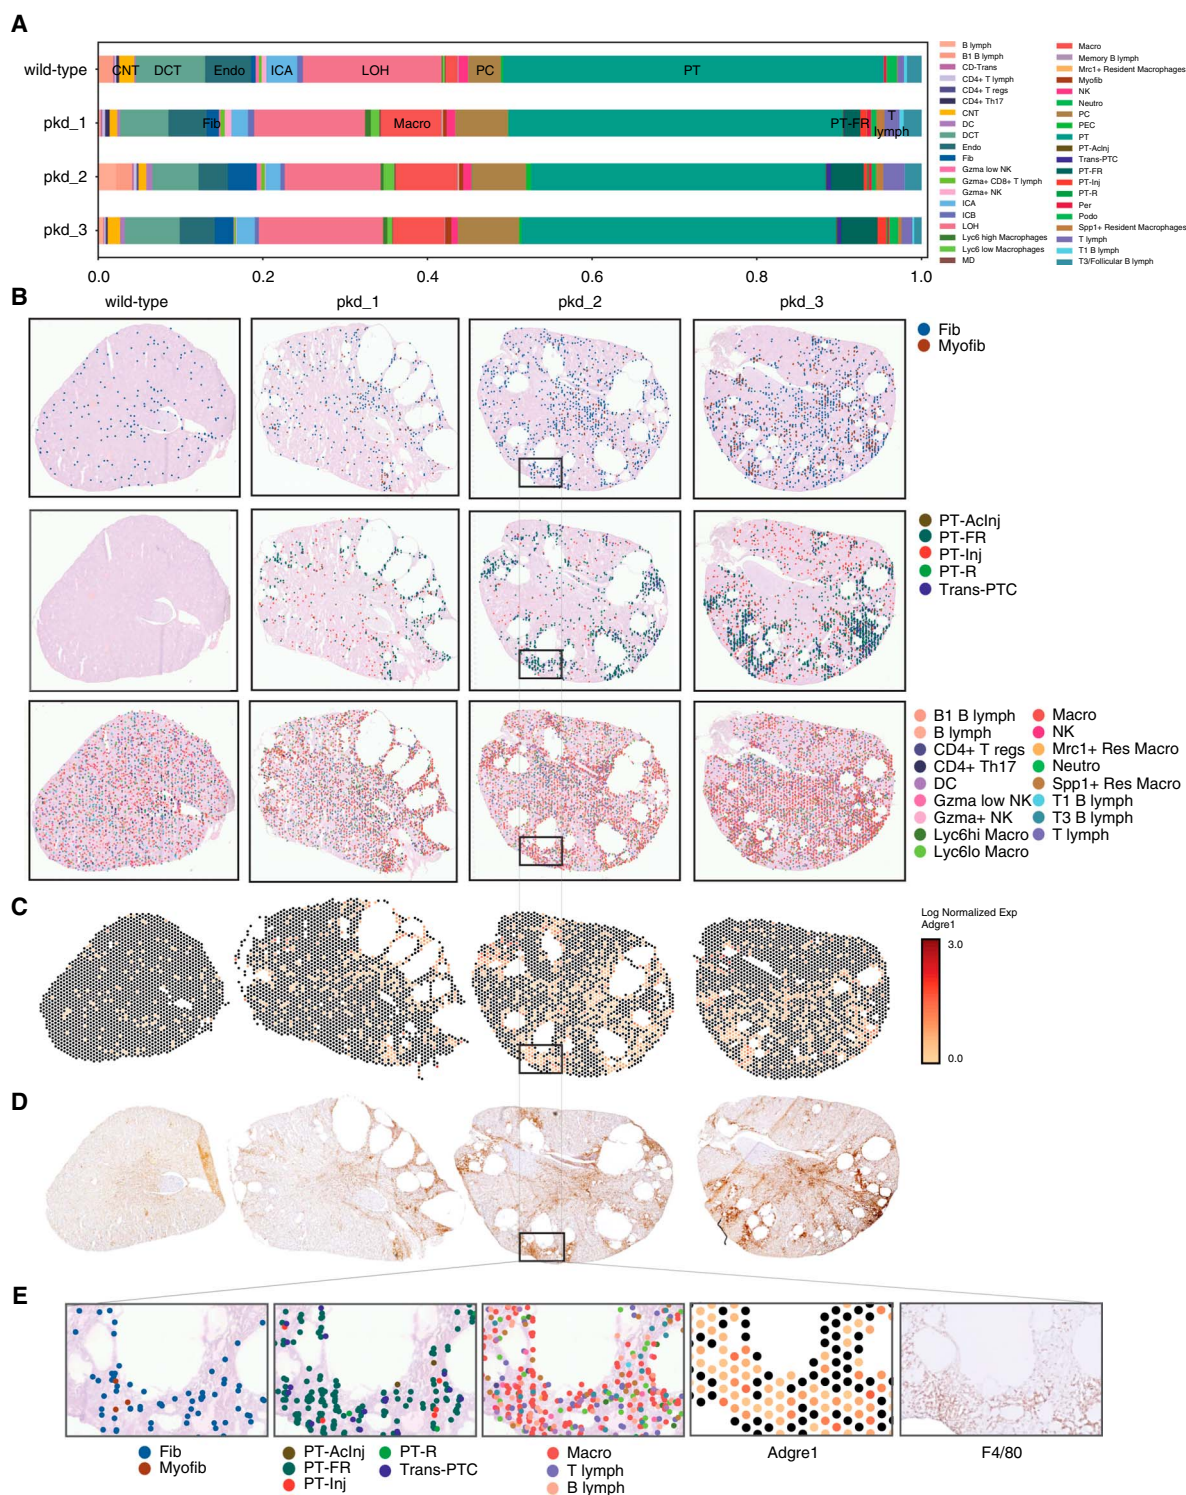 A
wild-type
CNT
DCT
Endo
ICA
LOH
PC
PT
pkd_1
Fib
Macro
PT-FR
T
lymph
pkd_2
pkd_3
0.0
0.2
0.4
0.6
0.8
1.0
B lymph
B1 B lymph
CD-Trans
CD4+ T lymph
CD4+ T regs
CD4+ Th17
CNT
DC
DCT
Endo
Fib
Gzma low NK
Gzma+ CD8+ T lymph
Gzma+ NK
ICA
ICB
LOH
Lyc6 high Macrophages
Lyc6 low Macrophages
MD
Macro
Memory B lymph
Mrc1+ Resident Macrophages
Myofib
NK
Neutro
PC
PEC
PT
PT-AcInj
Trans-PTC
PT-FR
PT-Inj
PT-R
Per
Podo
Spp1+ Resident Macrophages
T lymph
T1 B lymph
T3/Follicular B lymph
B
wild-type
pkd_1
pkd_2
pkd_3
Fib
Myofib
PT-AcInj
PT-FR
PT-Inj
PT-R
Trans-PTC
B1 B lymph
B lymph
CD4+ T regs
CD4+ Th17
DC
Gzma low NK
Gzma+ NK
Lyc6hi Macro
Lyc6lo Macro
Macro
NK
Mrc1+ Res Macro
Neutro
Spp1+ Res Macro
T1 B lymph
T3 B lymph
T lymph
C
Log Normalized Exp
Adgre1
3.0
0.0
D
E
Fib
Myofib
PT-AcInj
PT-FR
PT-Inj
PT-R
Trans-PTC
Macro
T lymph
B lymph
Adgre1
F4/80